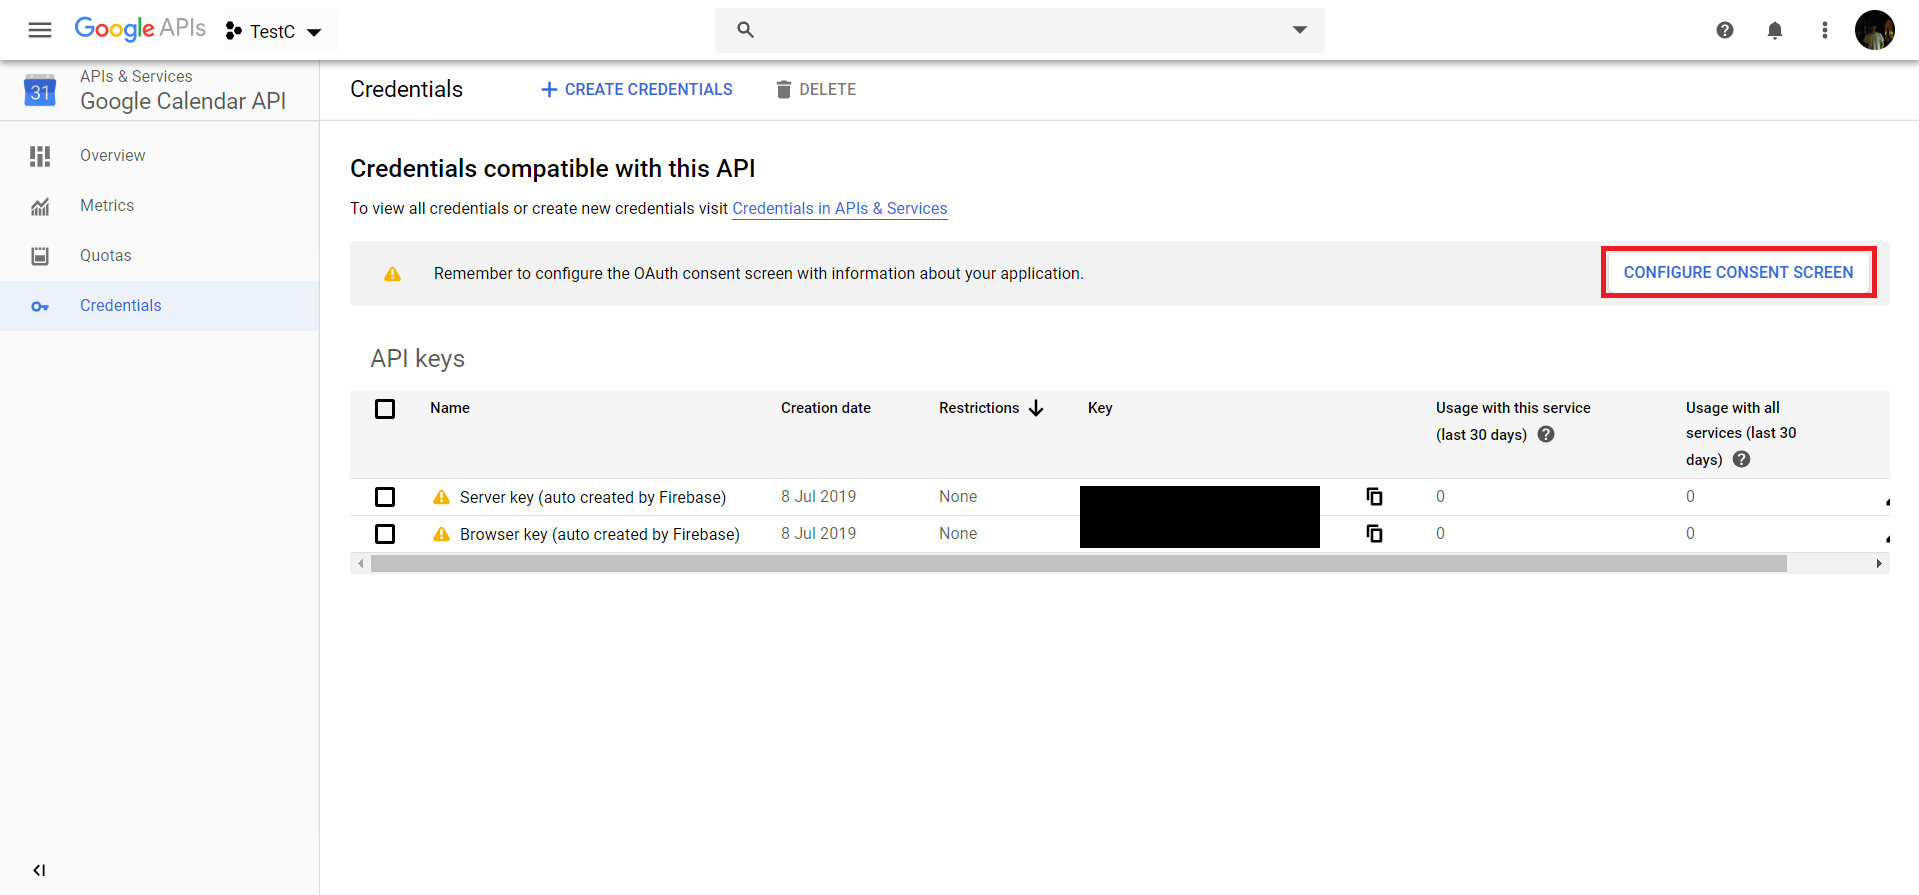 Google APIs
TestC
APIs & Services
31
Google Calendar API
Overview
Metrics
Quotas
Credentials
Credentials
CREATE CREDENTIALS
DELETE
Credentials compatible with this API
To view all credentials or create new credentials visit Credentials in APIs & Services
Remember to configure the OAuth consent screen with information about your application.
CONFIGURE CONSENT SCREEN
API keys
Name
Creation date
Restrictions
Key
Usage with this service
(last 30 days)
Usage with all
services (last 30
days)
Server key (auto created by Firebase)
8 Jul 2019
None
0
0
Browser key (auto created by Firebase)
8 Jul 2019
None
0
0